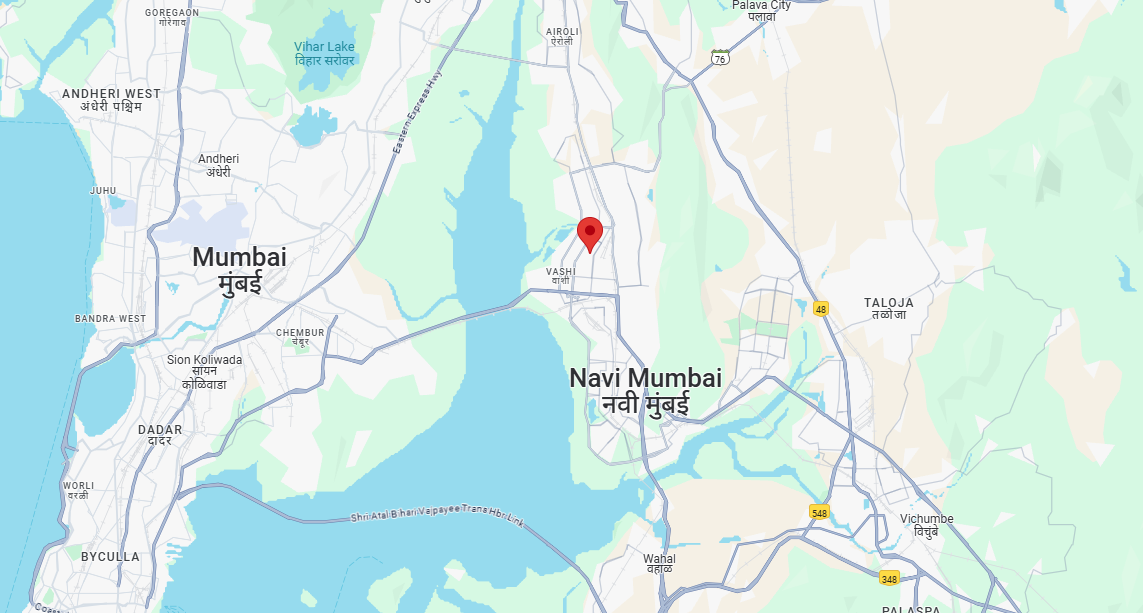 GOREGAON
गोरेगाव
Palava City
पलावा
AIROLI
ऐरोली
Vihar Lake
विहार सरोवर
76
Eastern Express Hwy
ANDHERI WEST
अंधेरी पश्चिम
Andheri
अंधेरी
JUHU
Mumbai
मुंबई
VASHI
वाशी
48
TALOJA
तळोजा
BANDRA WEST
CHEMBUR
चेंबूर
Sion Koliwada
सायन
कोळिवाडा
Navi Mumbai
नवी मुंबई
DADAR
दादर
WORLI
वरळी
Shri Atal Bihari Vajpayee Trans Hbr Link
548
Vichumbe
विचुंबे
BYCULLA
Wahal
वहाळ
348
PALASPA